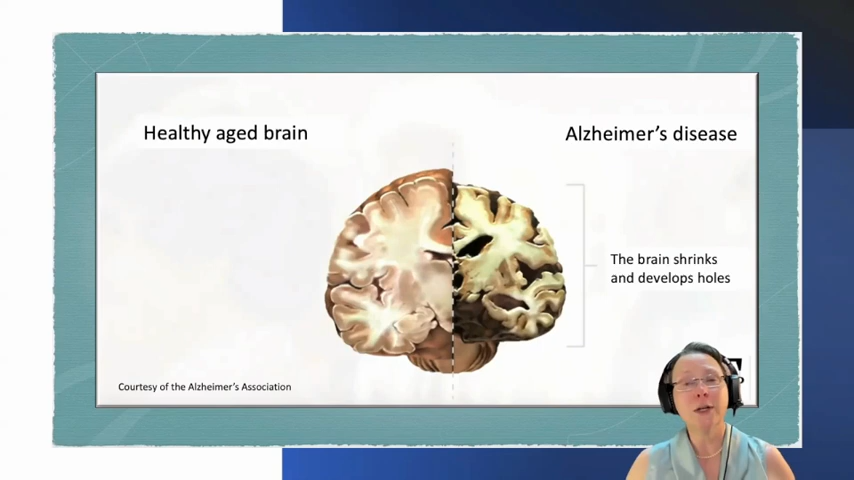 Healthy aged brain
Alzheimer's disease
The brain shrinks
and develops holes
Courtesy of the Alzheimer's Association